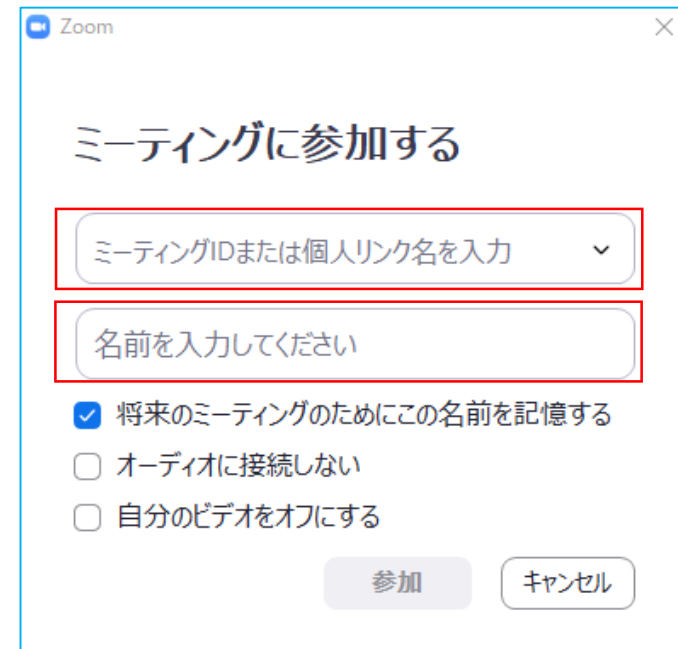 Zoom
ミーティングに参加する
ミーティングIDまたは個人リンク名を入力
名前を入力してください
将来のミーティングのためにこの名前を記憶する
オーディオに接続しない
自分のビデオをオフにする
参加 キャンセル